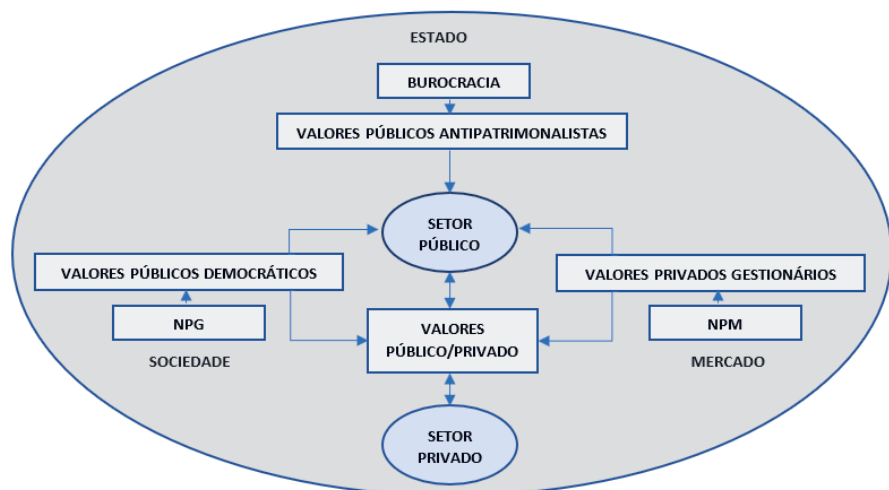 ESTADO
BUROCRACIA
VALORES PÚBLICOS ANTIPATRIMONALISTAS
SETOR
PÚBLICO
VALORES PÚBLICOS DEMOCRÁTICOS
VALORES PRIVADOS GESTIONÁRIOS
NPG
VALORES
PÚBLICO/PRIVADO
NPM
SOCIEDADE
MERCADO
SETOR
PRIVADO